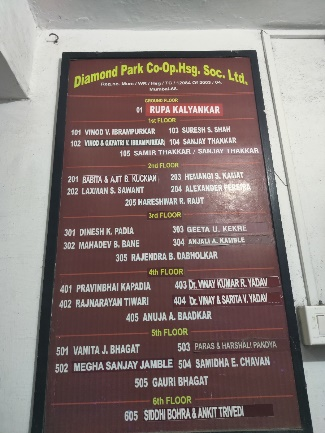 Diamond Park Co-Op.Hsg. Soc. Ltd.
GROUND FLOOR
01 RUPA KALYANKAR
1st FLOOR
101 VINOD V. IBRAMPURKAR 103 SURESH S. SHAH
102 VINOD & GAYATRI V. IBRAMPURKAR 104 SANJAY THAKKAR
105 SAMIR THAKKAR / SANJAY THAKKAR
2nd FLOOR
201 BABITA & AJIT B. KUCKIAN 203 HEMANGI S. KAMAT
202 LAXMAN S. SAWANT 204 ALEXANDER PEREIRA
205 HARESHWAR R. RAUT
3rd FLOOR
301 DINESH K. PADIA 303 GEETA U. KEKRE
302 MAHADEV B. BANE 304 ANJALI A. KAMBLE
305 RAJENDRA B. DABHOLKAR
4th FLOOR
401 PRAVINBHAI KAPADIA 403 Dr. VINAY KUMAR R. YADAV
402 RAJNARAYAN TIWARI 404 Dr. VINAY & SARITA V. YADAV
405 ANUJA A. BAADKAR
5th FLOOR
501 VANITA J. BHAGAT 503 PARAS & HARSHALI PANDYA
502 MEGHA SANJAY JAMBLE 504 SAMIDHA E. CHAVAN
505 GAURI BHAGAT
6th FLOOR
605 SIDDHI BOHRA & ANKIT TRIVEDI